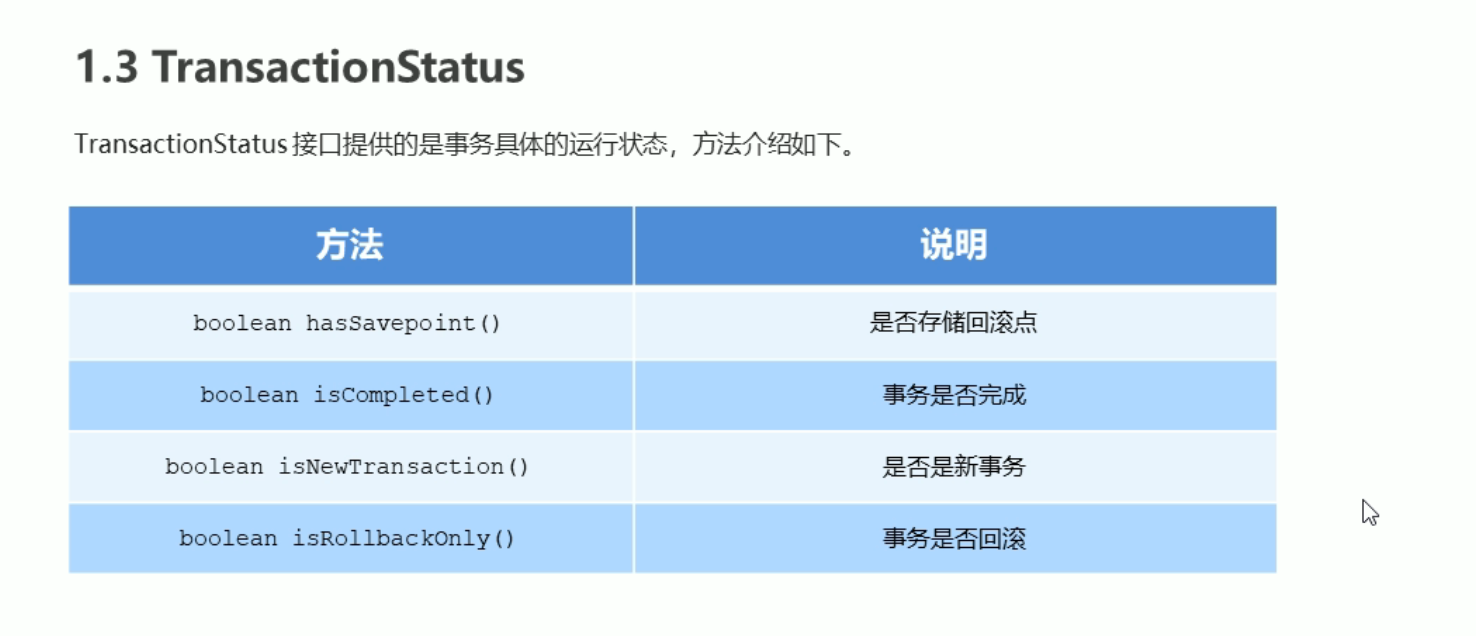 1.3 TransactionStatus
TransactionStatus 接口提供的是事务具体的运行状态，方法介绍如下。
方法 说明
boolean hasSavepoint() 是否存储回滚点
boolean isCompleted() 事务是否完成
boolean isNewTransaction() 是否是新事务
boolean isRollbackOnly() 事务是否回滚